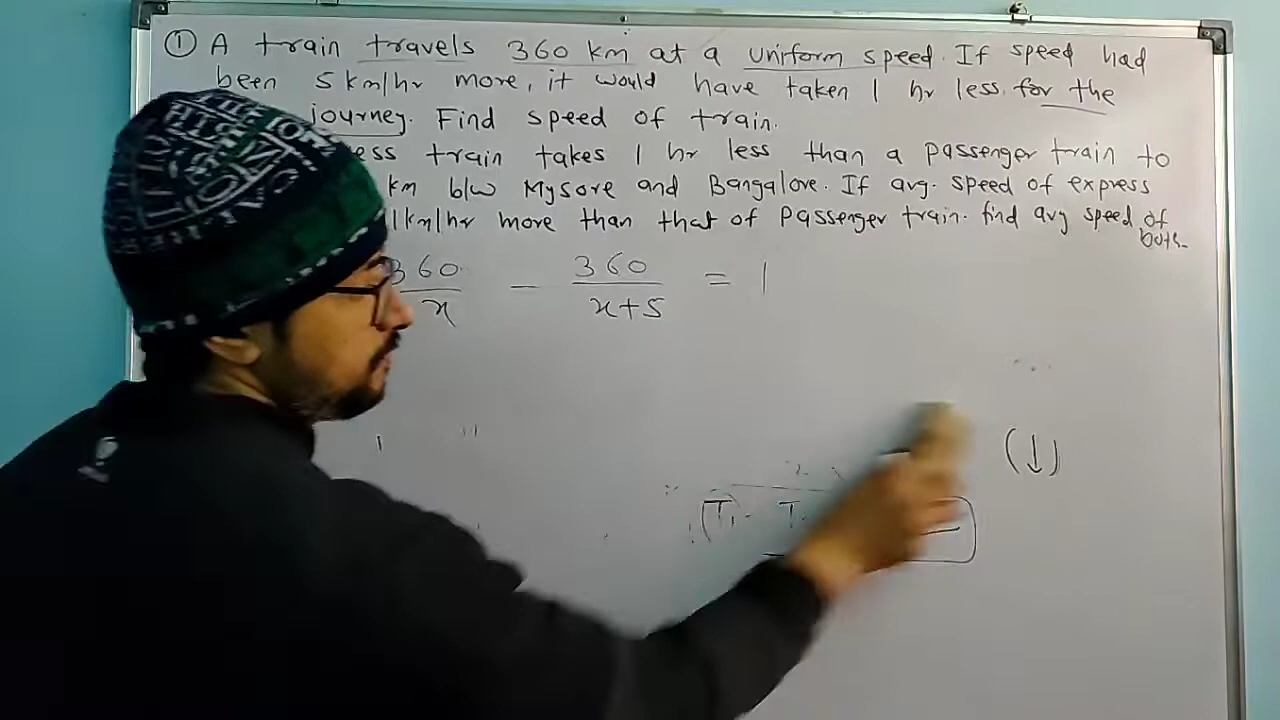 ① A train travels 360 km at a uniform speed. If speed had
been 5 km/hr more, it would have taken 1 hr less for the
journey. Find speed of train.
ess train takes 1 hr less than a passenger train to
km b/w Mysore and Bangalore. If avg. speed of express
11km/hr more than that of passenger train. find avg speed of
both.
360/x - 360/x+5 = 1
(↓)
(T₁ - T